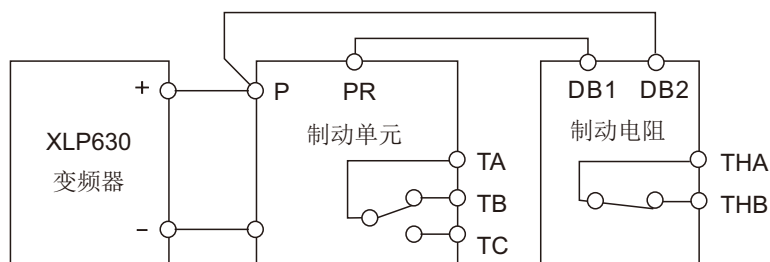 PR
DB1 DB2
+
P
XLP630
变频器
制动单元
制动电阻
TA
THA
TB
THB
−
TC